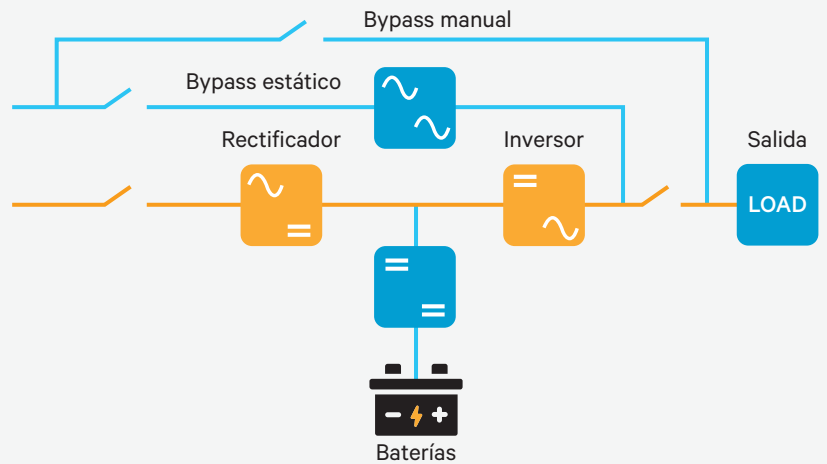 Bypass manual
Bypass estático
Rectificador
Inversor
Salida
LOAD
Baterías